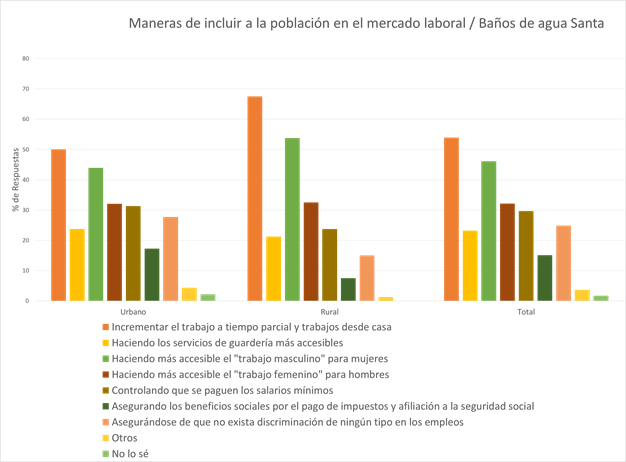 Maneras de incluir a la población en el mercado laboral / Baños de agua Santa
80
70
60
50
40
30
20
10
0
% de Respuestas
Urbano Rural Total
Incrementar el trabajo a tiempo parcial y trabajos desde casa
Haciendo los servicios de guardería más accesibles
Haciendo más accesible el "trabajo masculino" para mujeres
Haciendo más accesible el "trabajo femenino" para hombres
Controlando que se paguen los salarios mínimos
Asegurando los beneficios sociales por el pago de impuestos y afiliación a la seguridad social
Asegurándose de que no exista discriminación de ningún tipo en los empleos
Otros
No lo sé